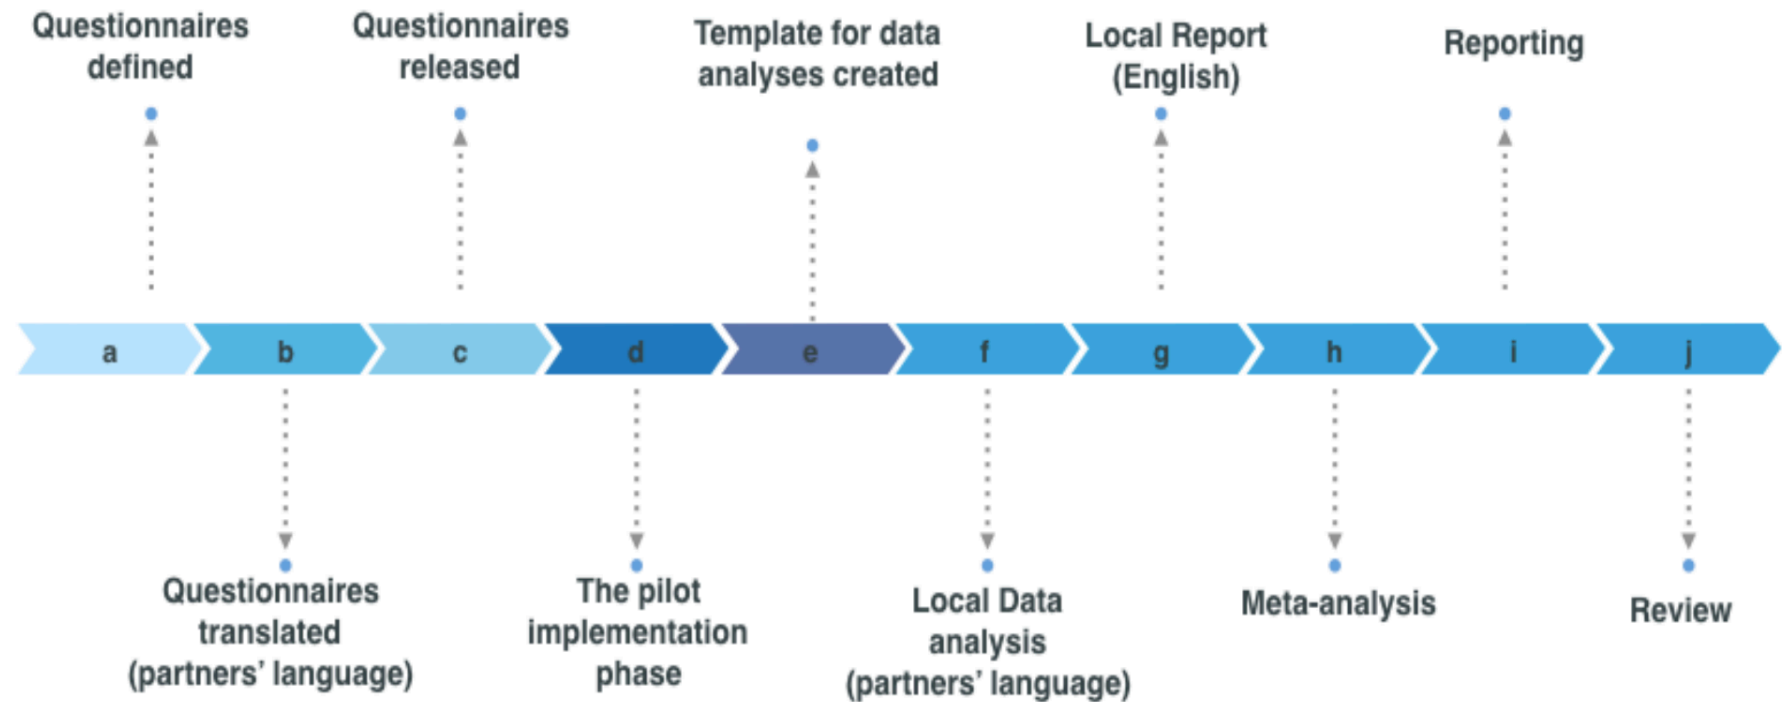 Questionnaires
defined
Questionnaires
released
Template for data
analyses created
Local Report
(English)
Reporting
a
b
c
d
e
f
g
h
i
j
Questionnaires
translated
(partners’ language)
The pilot
implementation
phase
Local Data
analysis
(partners’ language)
Meta-analysis
Review